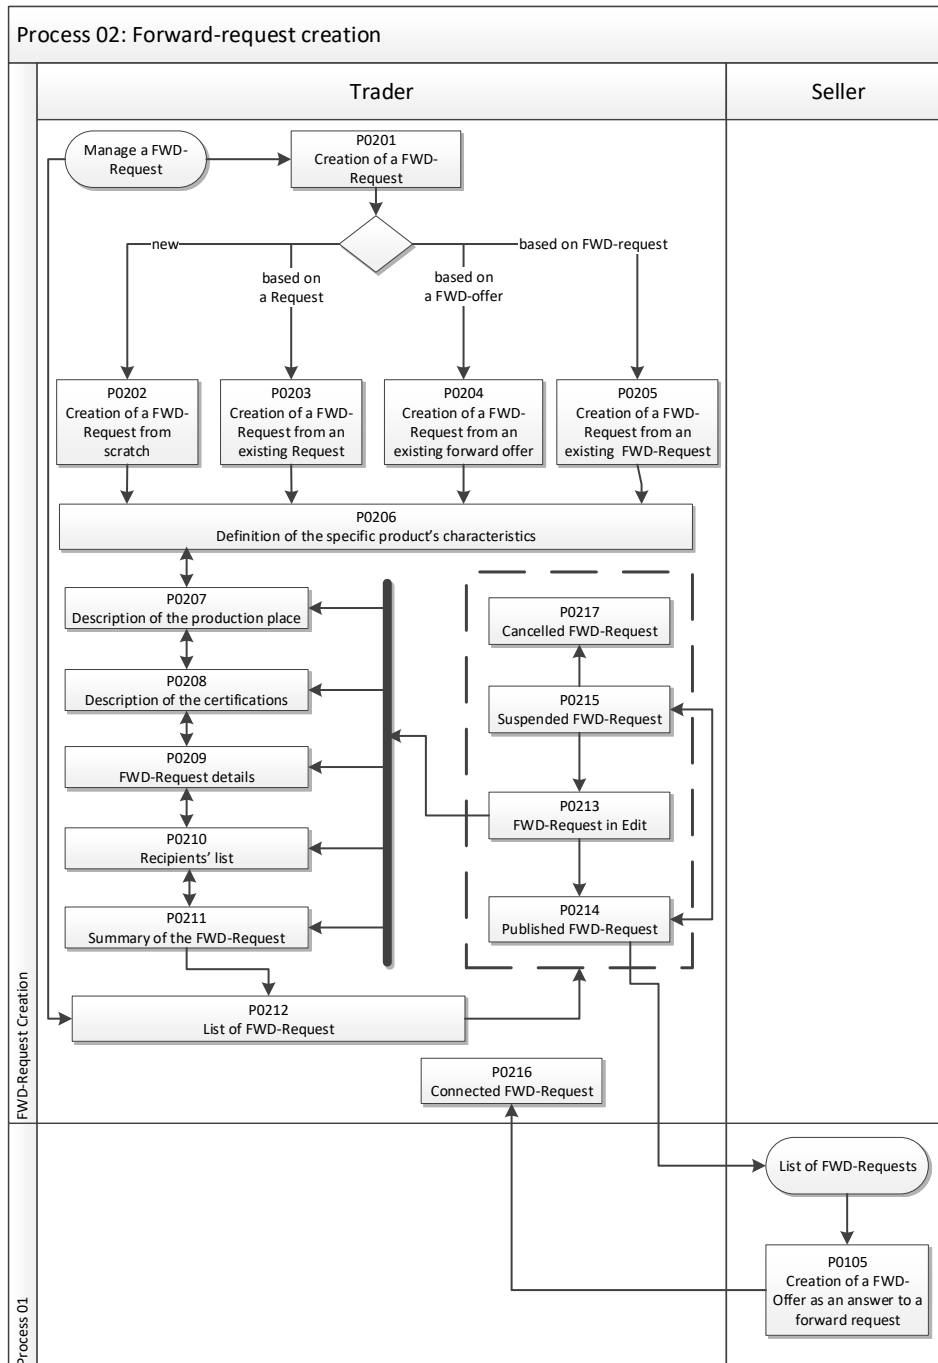 Process 02: Forward-request creation
Trader
Seller
Manage a FWD-
Request
P0201
Creation of a FWD-
Request
new
based on
a Request
based on
a FWD-offer
based on FWD-request
P0202
Creation of a FWD-
Request from
scratch
P0203
Creation of a FWD-
Request from an
existing Request
P0204
Creation of a FWD-
Request from an
existing forward offer
P0205
Creation of a FWD-
Request from an
existing FWD-Request
P0206
Definition of the specific product's characteristics
P0207
Description of the production place
P0208
Description of the certifications
P0209
FWD-Request details
P0210
Recipients' list
P0211
Summary of the FWD-Request
P0217
Cancelled FWD-Request
P0215
Suspended FWD-Request
P0213
FWD-Request in Edit
P0214
Published FWD-Request
P0212
List of FWD-Request
P0216
Connected FWD-Request
FWD-Request Creation
List of FWD-Requests
P0105
Creation of a FWD-
Offer as an answer to a
forward request
Process 01